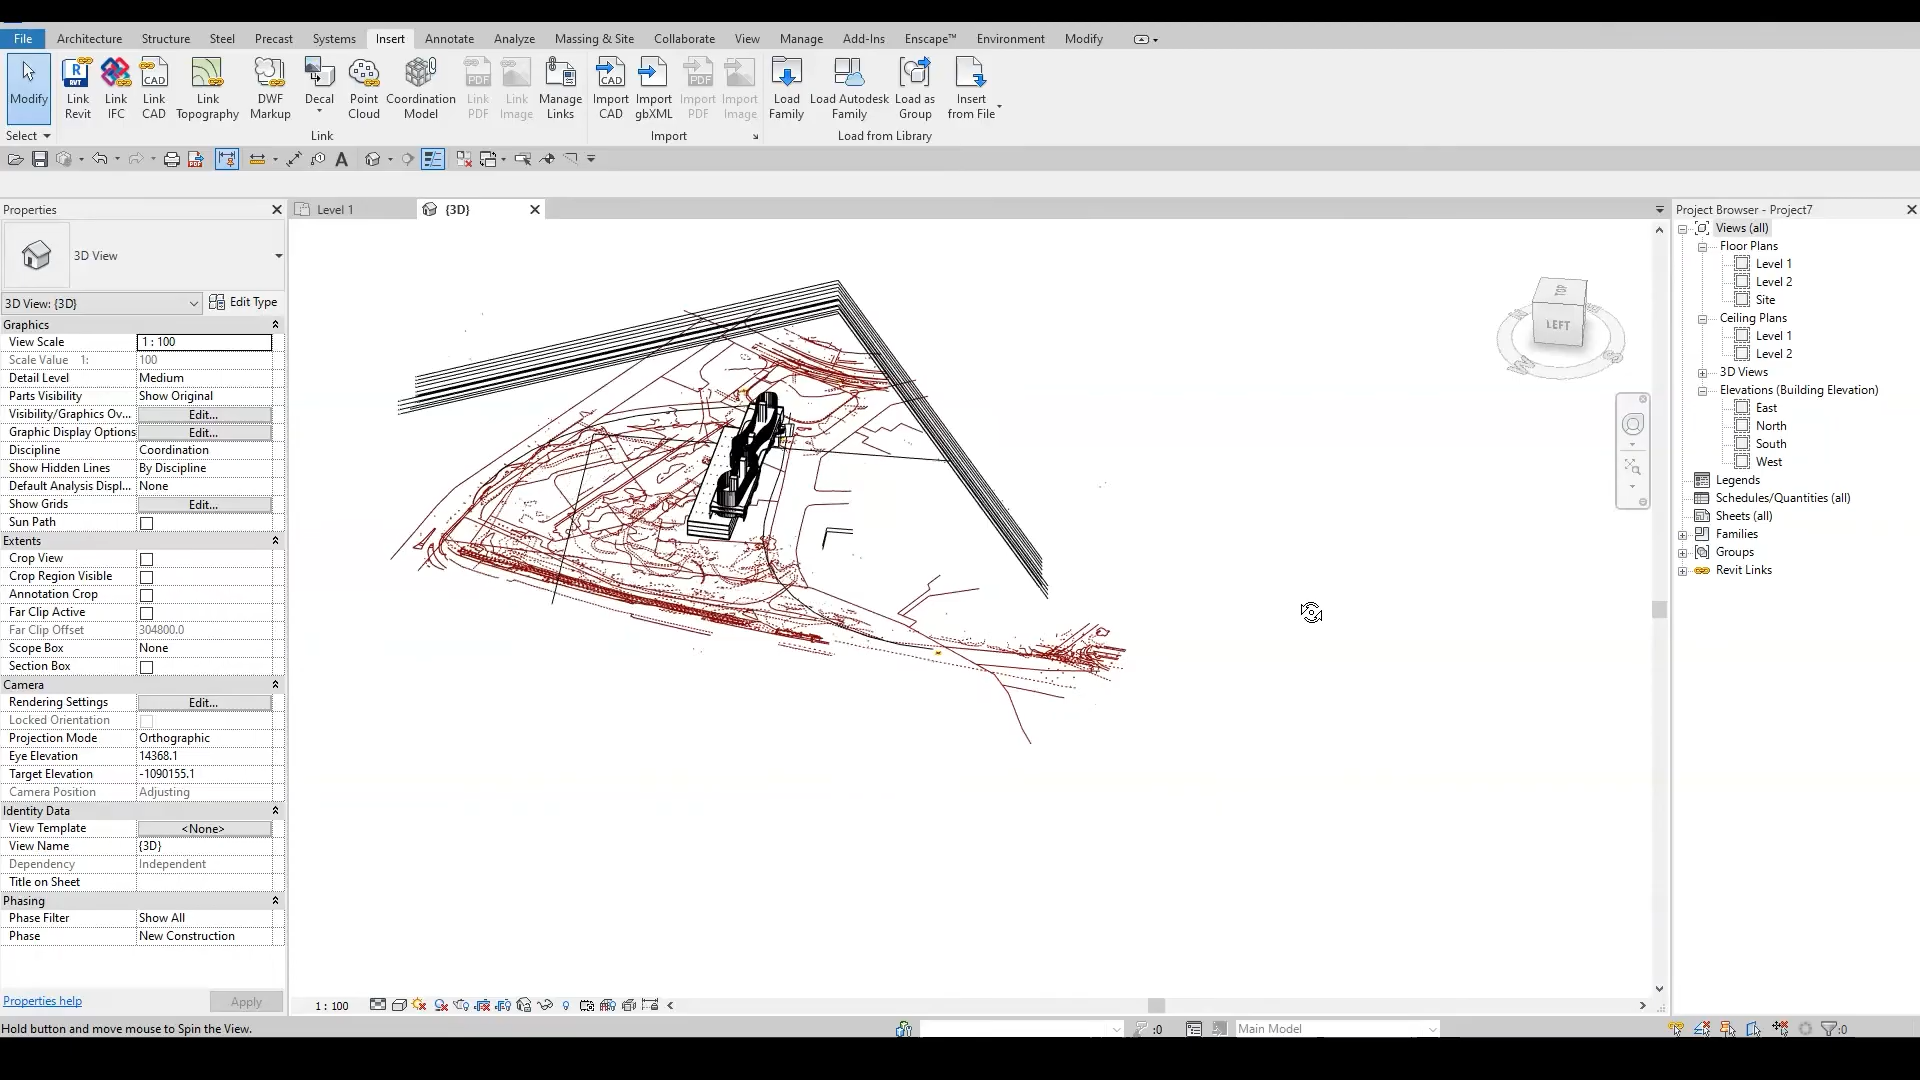 File Architecture Structure Steel Precast Systems Insert Annotate Analyze Massing & Site Collaborate View Manage Add-Ins Enscape™ Environment Modify
Modify
Link Revit
Link IFC
Link CAD
Link Topography
DWF Markup
Decal
Point Cloud
Coordination Model
Link PDF
Link Image
Manage Links
Import CAD
Import gbXML
Import PDF
Import Image
Load Family
Load Autodesk Family
Load as Group
Insert from File
Select Link Import Load from Library
Properties
Level 1
{3D}
Project Browser - Project7
3D View
3D View: {3D} Edit Type
Graphics
View Scale 1 : 100
Scale Value 1: 100
Detail Level Medium
Parts Visibility Show Original
Visibility/Graphics Ov... Edit...
Graphic Display Options Edit...
Discipline Coordination
Show Hidden Lines By Discipline
Default Analysis Displ... None
Show Grids Edit...
Sun Path
Extents
Crop View
Crop Region Visible
Annotation Crop
Far Clip Active
Far Clip Offset 304800.0
Scope Box None
Section Box
Camera
Rendering Settings Edit...
Locked Orientation
Projection Mode Orthographic
Eye Elevation 14368.1
Target Elevation -1090155.1
Camera Position Adjusting
Identity Data
View Template <None>
View Name {3D}
Dependency Independent
Title on Sheet
Phasing
Phase Filter Show All
Phase New Construction
Properties help Apply
TOP
LEFT
Views (all)
Floor Plans
Level 1
Level 2
Site
Ceiling Plans
Level 1
Level 2
3D Views
Elevations (Building Elevation)
East
North
South
West
Legends
Schedules/Quantities (all)
Sheets (all)
Families
Groups
Revit Links
1 : 100
Hold button and move mouse to Spin the View.
:0
Main Model
:0